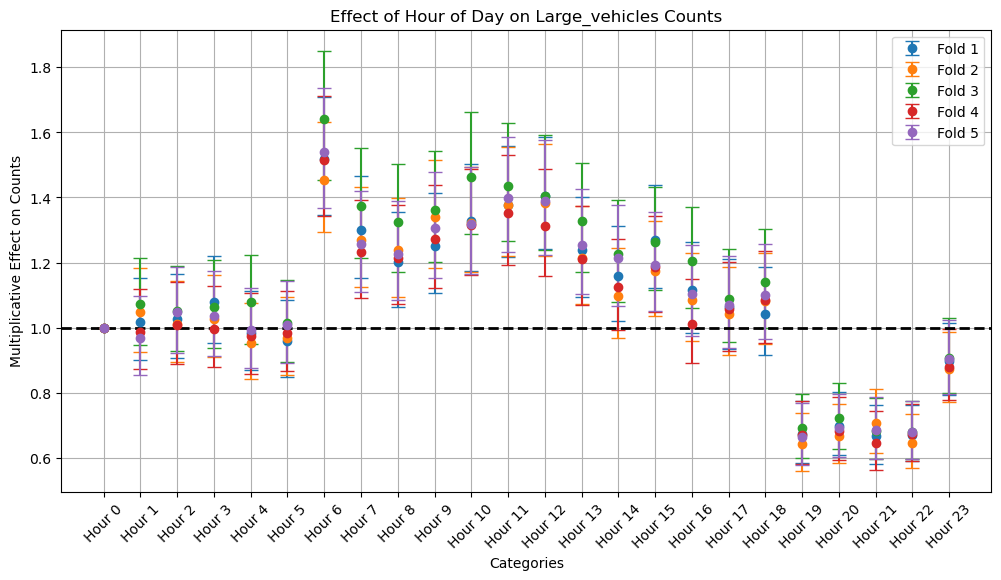 Effect of Hour of Day on Large_vehicles Counts
Multiplicative Effect on Counts
1.8
1.6
1.4
1.2
1.0
0.8
0.6
Fold 1
Fold 2
Fold 3
Fold 4
Fold 5
Hour 0
Hour 1
Hour 2
Hour 3
Hour 4
Hour 5
Hour 6
Hour 7
Hour 8
Hour 9
Hour 10
Hour 11
Hour 12
Hour 13
Hour 14
Hour 15
Hour 16
Hour 17
Hour 18
Hour 19
Hour 20
Hour 21
Hour 22
Hour 23
Categories